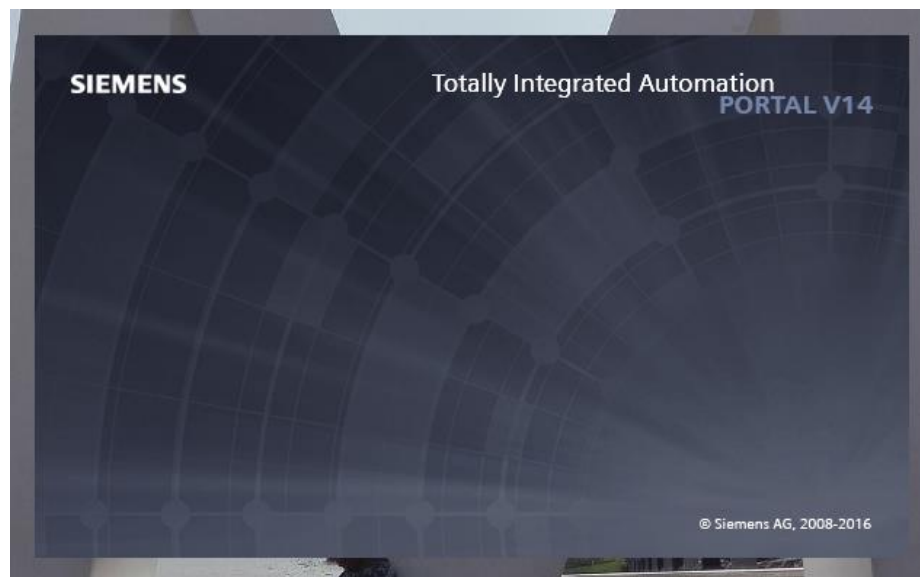 SIEMENS
Totally Integrated Automation
PORTAL V14
© Siemens AG, 2008-2016